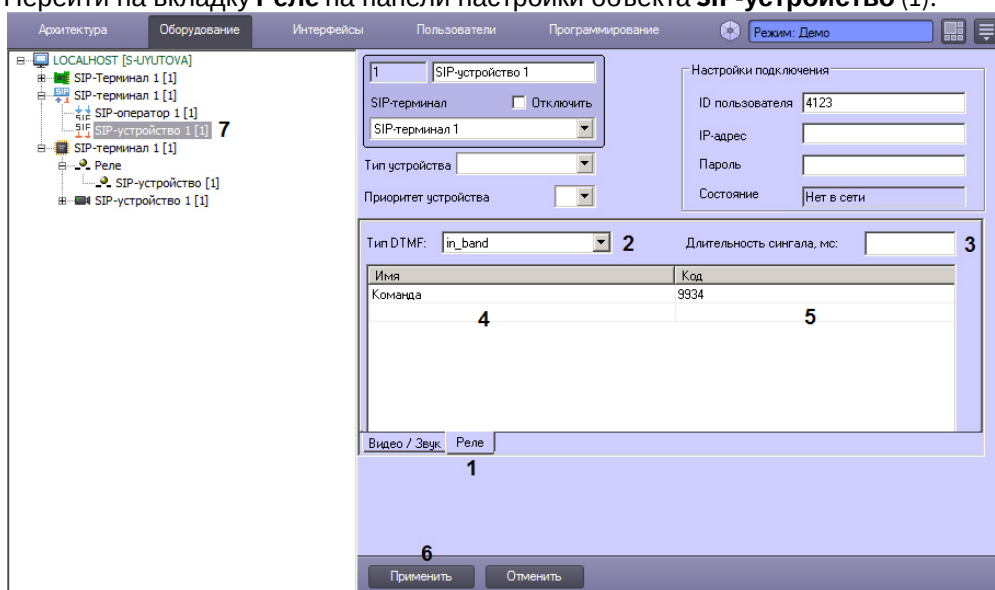 Перейти на вкладку Реле на панели настройки объекта SIP-устройство (1).
Архитектура Оборудование Интерфейсы Пользователи Программирование Режим: Демо
LOCALHOST [S-UYUTOVA]
SIP-Терминал 1 [1]
SIP-терминал 1 [1]
SIP-оператор 1 [1]
SIP-устройство 1 [1] 7
SIP-терминал 1 [1]
Реле
SIP-устройство [1]
SIP-устройство 1 [1]
1 SIP-устройство 1
SIP-терминал Отключить
SIP-терминал 1
Тип устройства
Приоритет устройства
Настройки подключения
ID пользователя 4123
IP-адрес
Пароль
Состояние Нет в сети
Тип DTMF: in_band 2 Длительность сингала, мс: 3
Имя Код
Команда 9934
4 5
Видео / Звук Реле
1
6
Применить Отменить